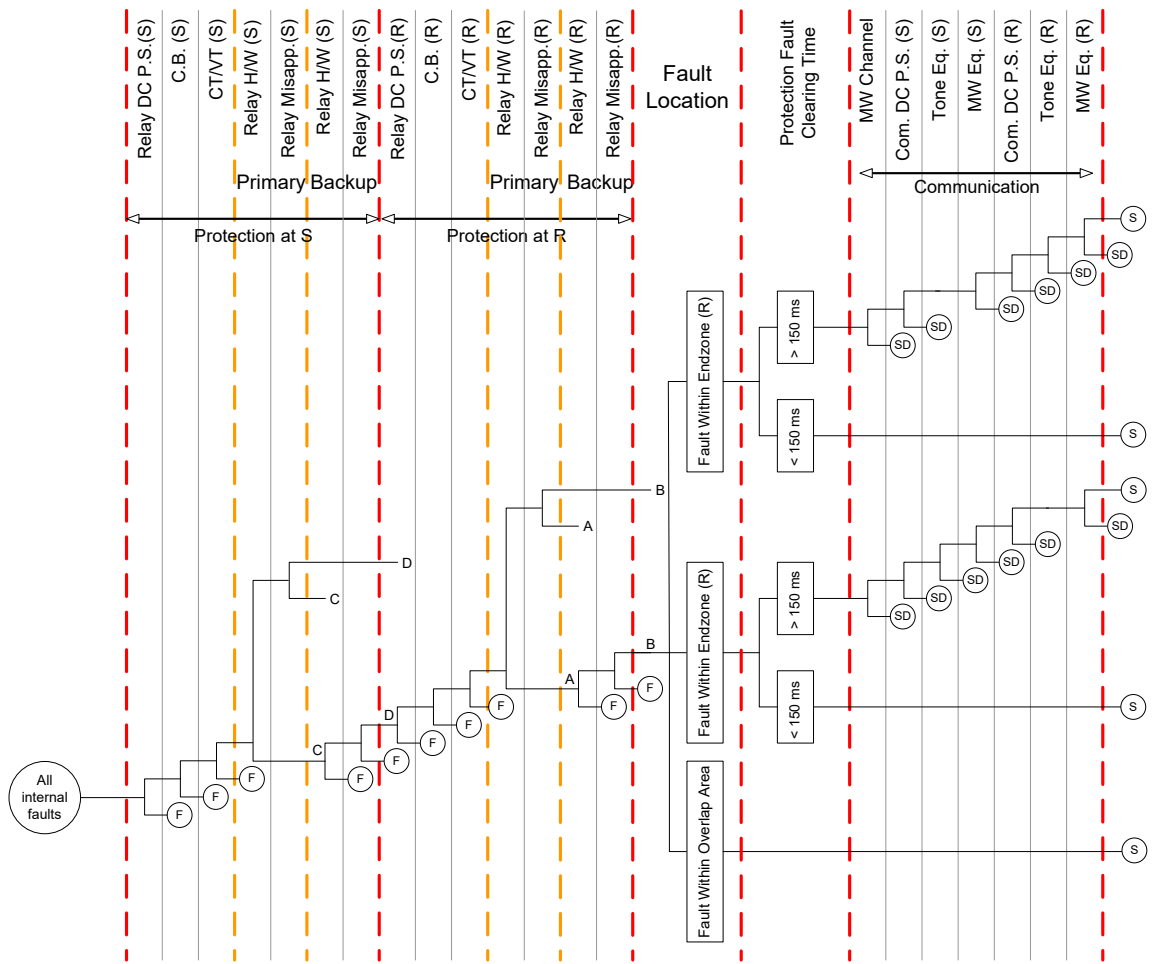 Relay DC P.S.(S)
C.B. (S)
CT/VT (S)
Relay H/W (S)
Relay Misapp.(S)
Relay H/W (S)
Relay Misapp.(S)
Relay DC P.S.(R)
C.B. (R)
CT/VT (R)
Relay H/W (R)
Relay Misapp.(R)
Relay H/W (R)
Relay Misapp.(R)
Fault
Location
Protection Fault
Clearing Time
MW Channel
Com. DC P.S. (S)
Tone Eq. (S)
MW Eq. (S)
Com. DC P.S. (R)
Tone Eq. (R)
MW Eq. (R)
Primary Backup
Primary Backup
Communication
Protection at S
Protection at R
S
SD
SD
SD
SD
SD
SD
Fault Within Endzone (R)
> 150 ms
< 150 ms
S
B
A
S
SD
SD
SD
SD
SD
SD
D
C
Fault Within Endzone (R)
> 150 ms
< 150 ms
S
B
A
F
F
D
F
F
F
C
F
F
All
internal
faults
F
F
F
Fault Within Overlap Area
S